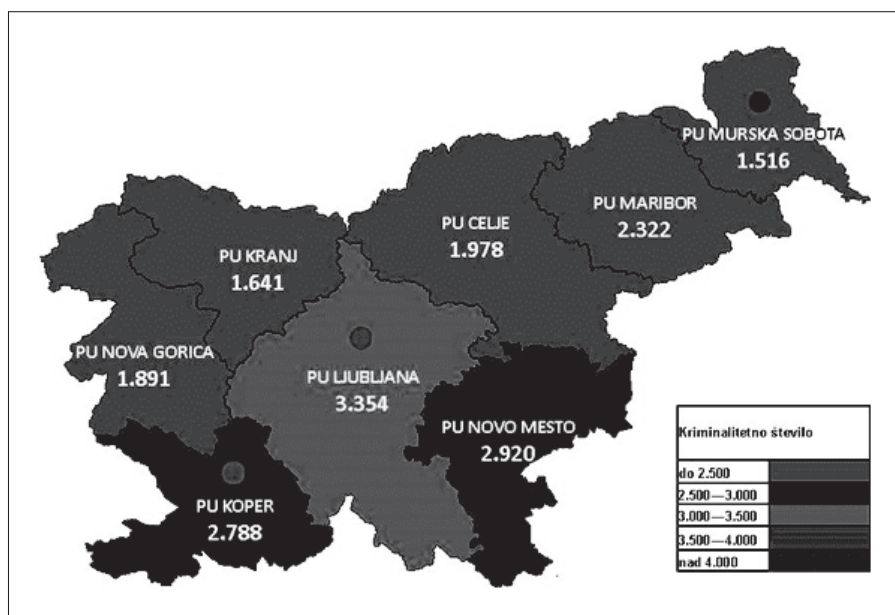 PU MURSKA SOBOTA
1.516
PU MARIBOR
2.322
PU CELJE
1.978
PU KRANJ
1.641
PU NOVA GORICA
1.891
PU LJUBLJANA
3.354
PU NOVO MESTO
2.920
PU KOPER
2.788
Kriminalitetno število
do 2.500
2.500—3.000
3.000—3.500
3.500—4.000
nad 4.000